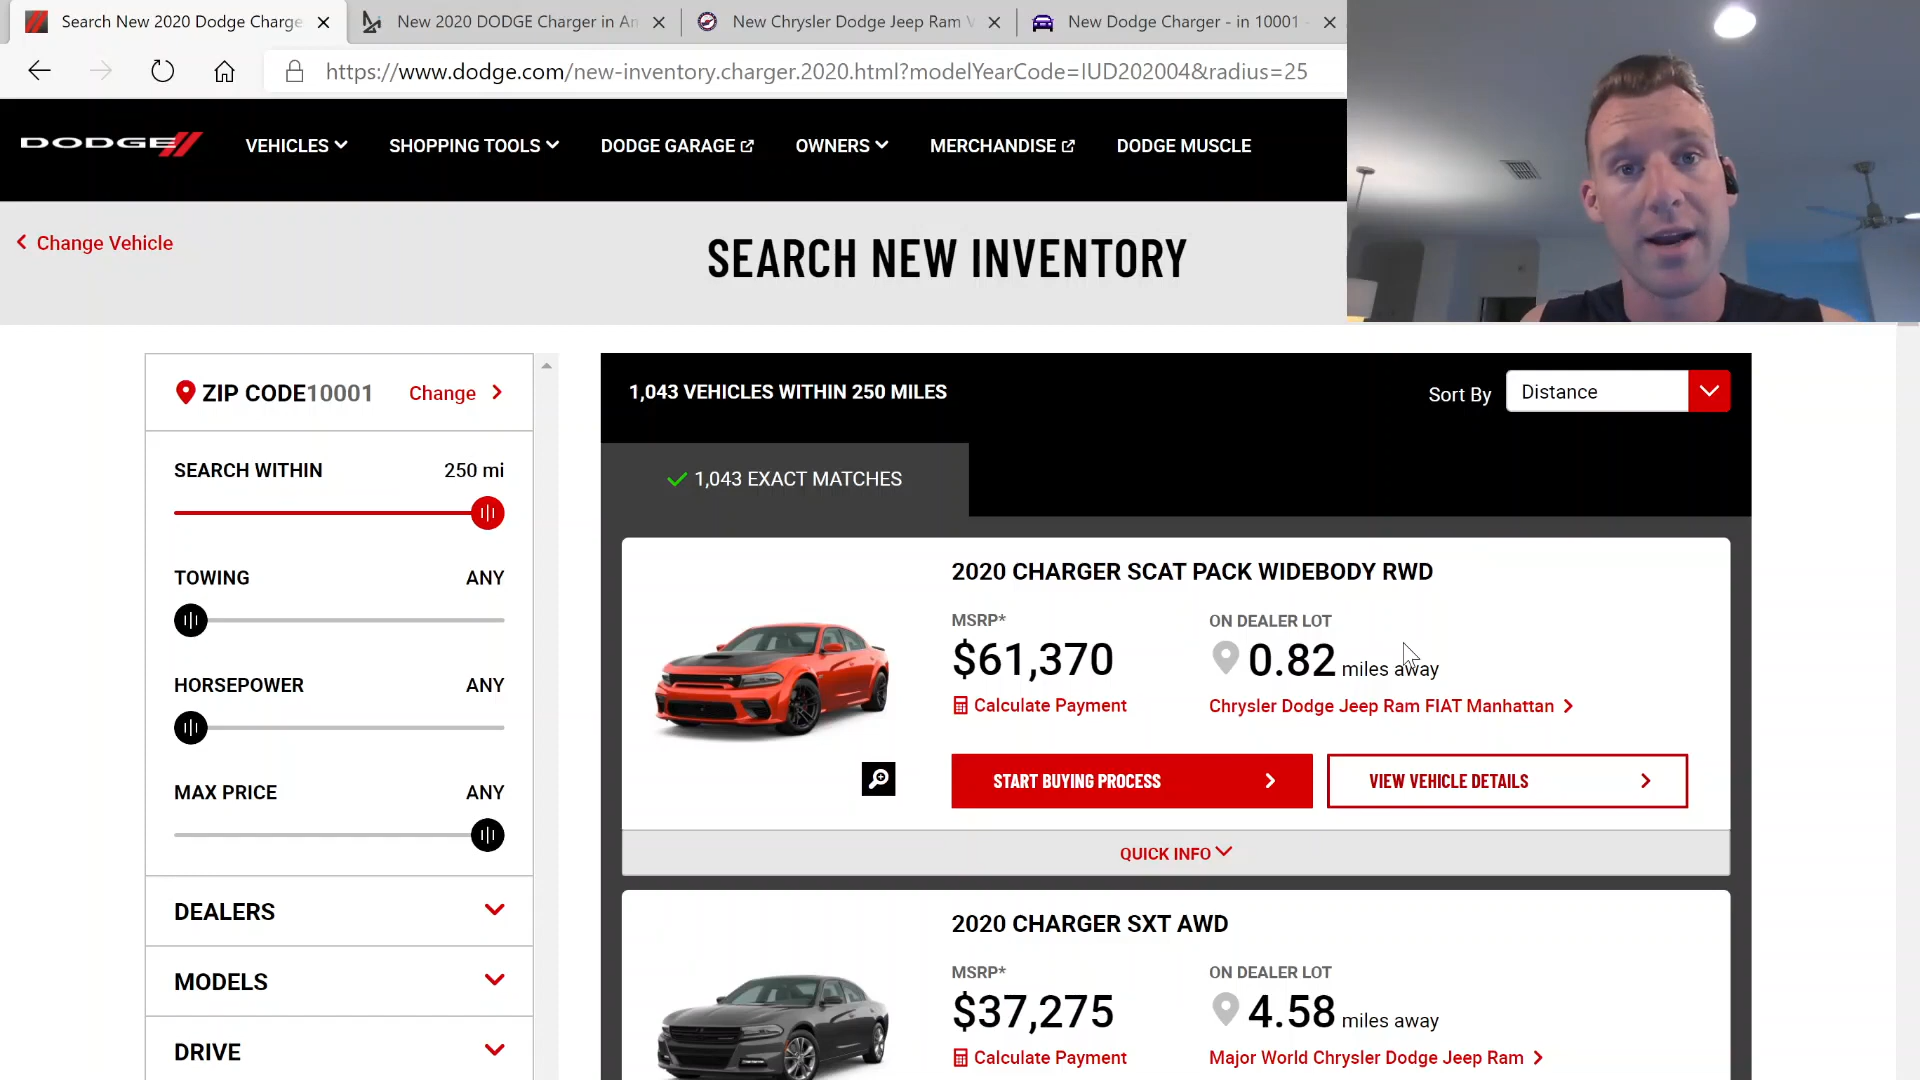 Search New 2020 Dodge Charge
New 2020 DODGE Charger in Am
New Chrysler Dodge Jeep Ram V
New Dodge Charger - in 10001 -
https://www.dodge.com/new-inventory.charger.2020.html?modelYearCode=IUD202004&radius=25
DODGE
VEHICLES
SHOPPING TOOLS
DODGE GARAGE
OWNERS
MERCHANDISE
DODGE MUSCLE
Change Vehicle
SEARCH NEW INVENTORY
ZIP CODE10001
Change
SEARCH WITHIN 250 mi
TOWING ANY
HORSEPOWER ANY
MAX PRICE ANY
DEALERS
MODELS
DRIVE
1,043 VEHICLES WITHIN 250 MILES
Sort By Distance
1,043 EXACT MATCHES
2020 CHARGER SCAT PACK WIDEBODY RWD
MSRP*
$61,370
Calculate Payment
ON DEALER LOT
0.82 miles away
Chrysler Dodge Jeep Ram FIAT Manhattan
START BUYING PROCESS
VIEW VEHICLE DETAILS
QUICK INFO
2020 CHARGER SXT AWD
MSRP*
$37,275
Calculate Payment
ON DEALER LOT
4.58 miles away
Major World Chrysler Dodge Jeep Ram